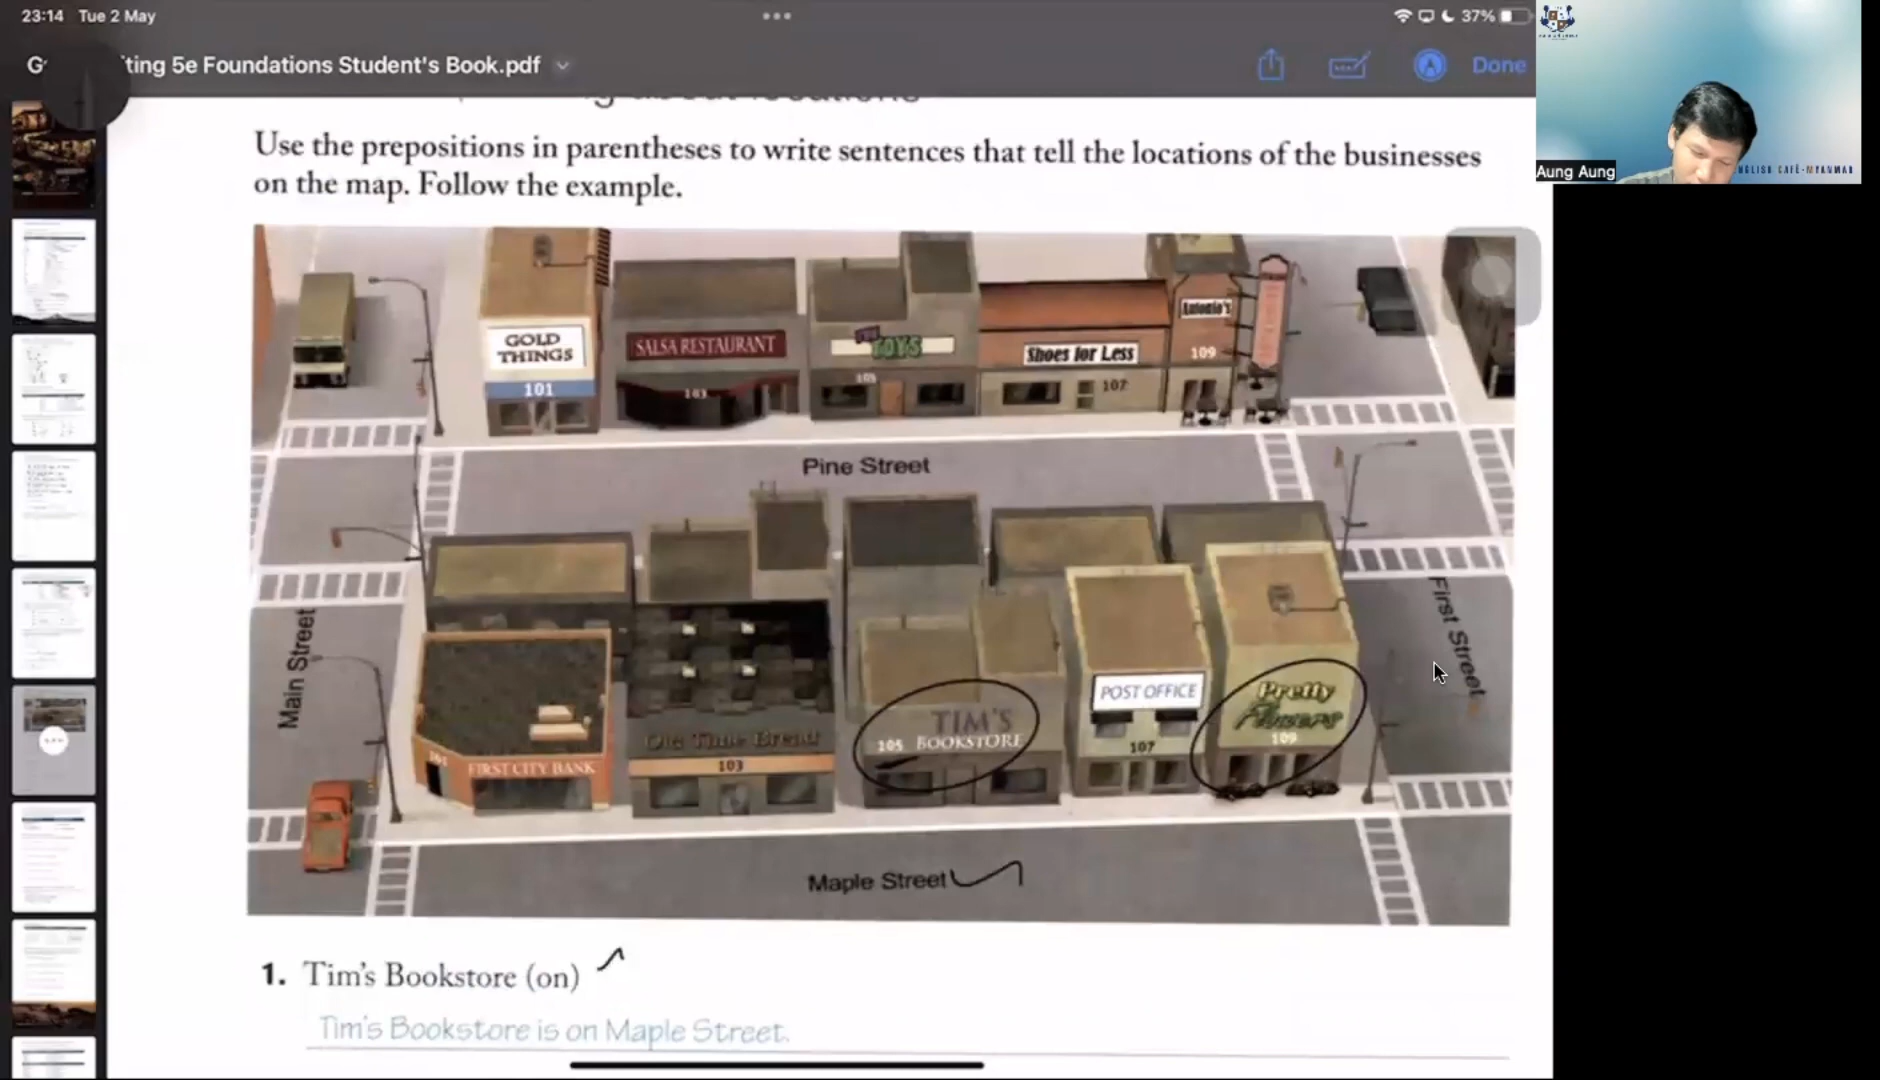 23:14 Tue 2 May
37%
ting 5e Foundations Student's Book.pdf
Done
Aung Aung
Use the prepositions in parentheses to write sentences that tell the locations of the businesses
on the map. Follow the example.
GOLD
THINGS
101
SALSA RESTAURANT
103
TOYS
105
Shoes for Less
107
Antonio's
109
Pine Street
Main Street
First Street
101
FIRST CITY BANK
Old Time Bread
103
TIM'S
105 BOOKSTORE
POST OFFICE
107
Pretty
Flowers
109
Maple Street
1. Tim's Bookstore (on)
Tim's Bookstore is on Maple Street.